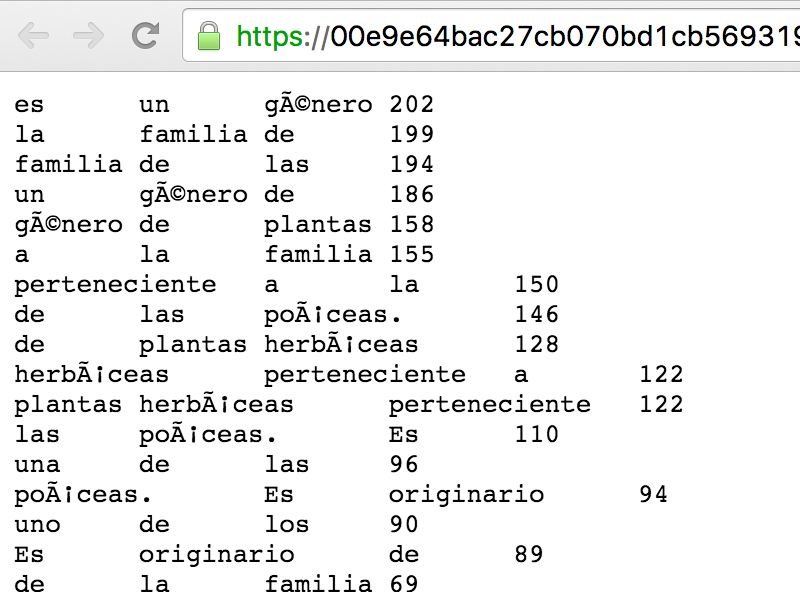 https://00e9e64bac27cb070bd1cb569319
es un gÃ©nero 202
la familia de 199
familia de las 194
un gÃ©nero de 186
gÃ©nero de plantas 158
a la familia 155
perteneciente a la 150
de las poÃ¡ceas. 146
de plantas herbÃ¡ceas 128
herbÃ¡ceas perteneciente a 122
plantas herbÃ¡ceas perteneciente 122
las poÃ¡ceas. Es 110
una de las 96
poÃ¡ceas. Es originario 94
uno de los 90
Es originario de 89
de la familia 69